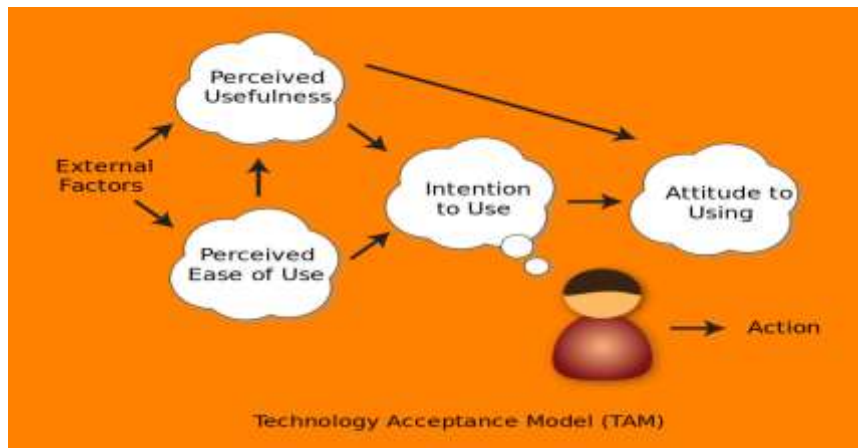 Perceived
Usefulness
External
Factors
Intention
to Use
Attitude to
Using
Perceived
Ease of Use
Action
Technology Acceptance Model (TAM)